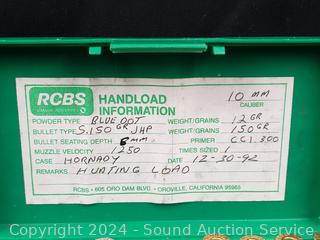 RCBS HANDLOAD INFORMATION 10 MM CALIBER
POWDER TYPE BLUE DOT WEIGHT/GRAINS 12 GR
BULLET TYPE S.150 GR JHP WEIGHT/GRAINS 150 GR
BULLET SEATING DEPTH MM PRIMER CCI.300
MUZZLE VELOCITY 1250 TIMES SIZED 1
CASE HORNADY DATE 12-30-92
REMARKS HUNTING LOAD
RCBS • 605 ORO DAM BLVD. • OROVILLE, CALIFORNIA 95965
Copyright 2024 - Sound Auction Service